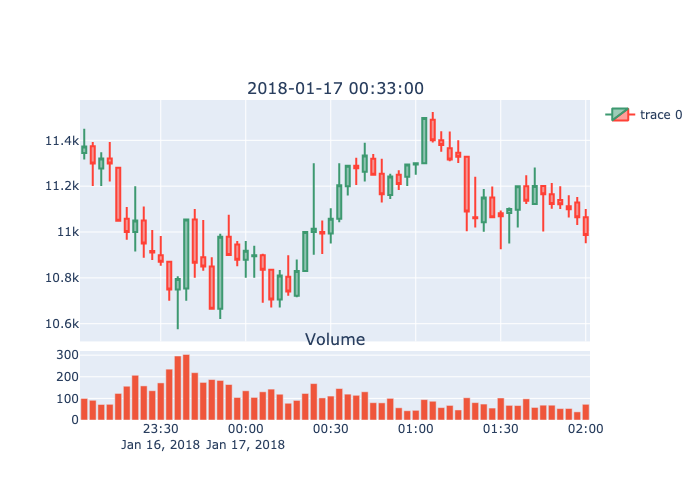 2018-01-17 00:33:00
trace 0
11.4k
11.2k
11k
10.8k
10.6k
Volume
300
200
100
0
23:30 00:00 00:30 01:00 01:30 02:00
Jan 16, 2018 Jan 17, 2018